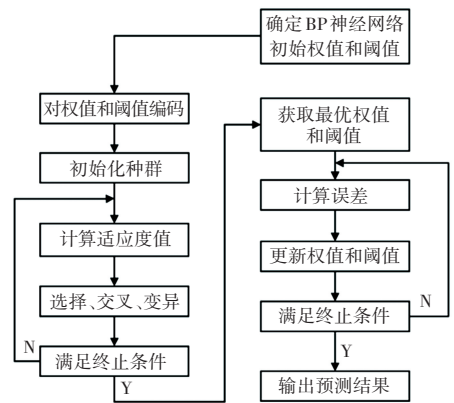 确定BP神经网络
初始权值和阈值
对权值和阈值编码
初始化种群
计算适应度值
选择、交叉、变异
满足终止条件
N
Y
获取最优权值
和阈值
计算误差
更新权值和阈值
满足终止条件
N
Y
输出预测结果